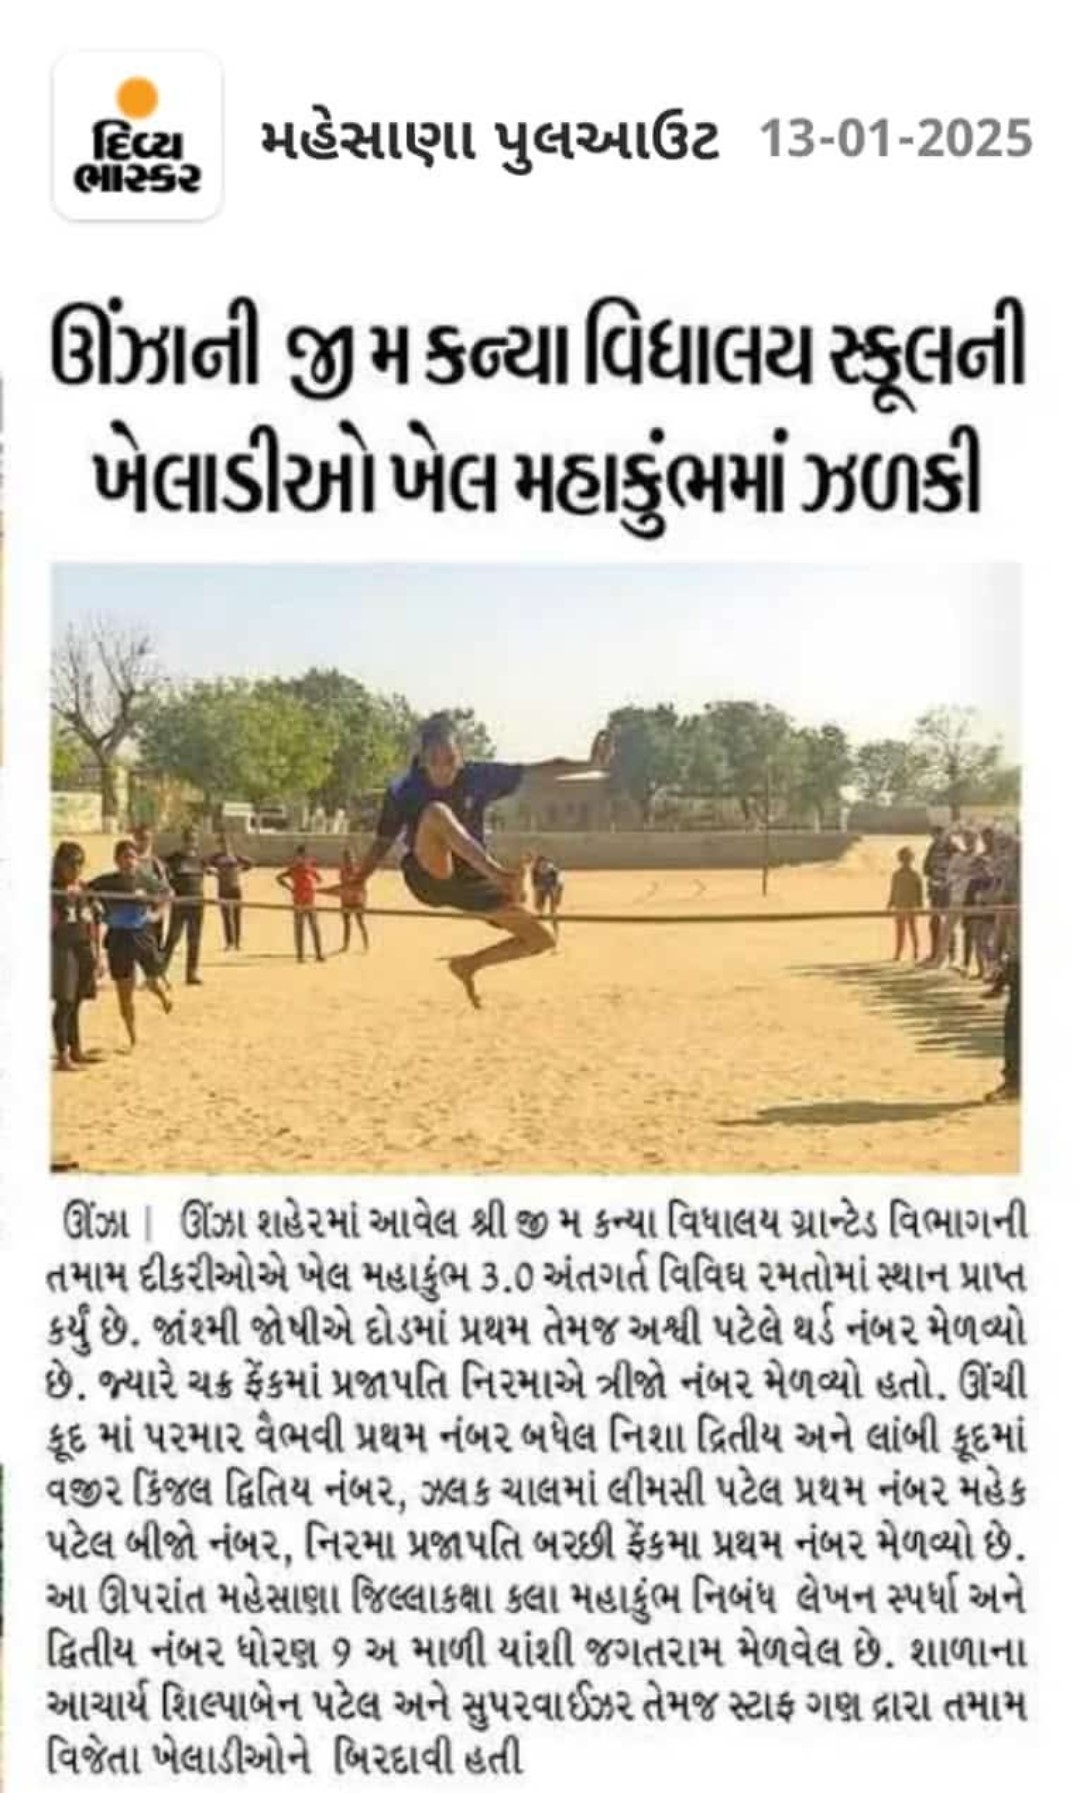 દિવ્ય
ભાસ્કર
મહેસાણા પુલઆઉટ 13-01-2025
ઊંઝાની જી મ કન્યા વિધાલય સ્કૂલની
ખેલાડીઓ ખેલ મહાકુંભમાં ઝળકી
ઊંઝા | ઊંઝા શહેરમાં આવેલ શ્રી જી મ કન્યા વિધાલય ગ્રાન્ટેડ વિભાગની
તમામ દીકરીઓએ ખેલ મહાકુંભ 3.0 અંતગર્ત વિવિધ રમતોમાં સ્થાન પ્રાપ્ત
કર્યું છે. જાંશ્મી જોષીએ દોડમાં પ્રથમ તેમજ અશ્વી પટેલે થર્ડ નંબર મેળવ્યો
છે. જ્યારે ચક્ર ફેંકમાં પ્રજાપતિ નિરમાએ ત્રીજો નંબર મેળવ્યો હતો. ઊંચી
કૂદ માં પરમાર વૈભવી પ્રથમ નંબર બધેલ નિશા દ્રિતીય અને લાંબી કૂદમાં
વજીર કિંજલ દ્વિતિય નંબર, ઝલક ચાલમાં લીમસી પટેલ પ્રથમ નંબર મહેક
પટેલ બીજો નંબર, નિરમા પ્રજાપતિ બરછી ફેંકમા પ્રથમ નંબર મેળવ્યો છે.
આ ઊપરાંત મહેસાણા જિલ્લાકક્ષા કલા મહાકુંભ નિબંધ લેખન સ્પર્ધા અને
દ્વિતીય નંબર ધોરણ 9 અ માળી યાંશી જગતરામ મેળવેલ છે. શાળાના
આચાર્ય શિલ્પાબેન પટેલ અને સુપરવાઈઝર તેમજ સ્ટાફ ગણ દ્રારા તમામ
વિજેતા ખેલાડીઓને બિરદાવી હતી